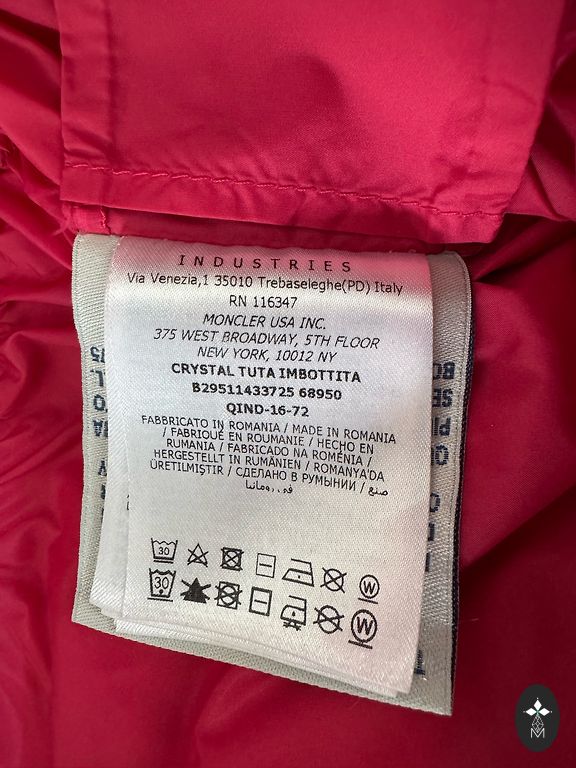 INDUSTRIES
Via Venezia,1 35010 Trebaseleghe(PD) Italy
RN 116347
MONCLER USA INC.
375 WEST BROADWAY, 5TH FLOOR
NEW YORK, 10012 NY
CRYSTAL TUTA IMBOTTITA
B29511433725 68950
QIND-16-72
FABBRICATO IN ROMANIA / MADE IN ROMANIA
/ FABRIQUÉ EN ROUMANIE / HECHO EN
RUMANIA / FABRICADO NA ROMÉNIA /
HERGESTELLT IN RUMÄNIEN / ROMANYA'DA
ÜRETILMIŞTIR / СДЕЛАНО В РУМЫНИИ /
صنع في رومانيا
30
W
30
W
M